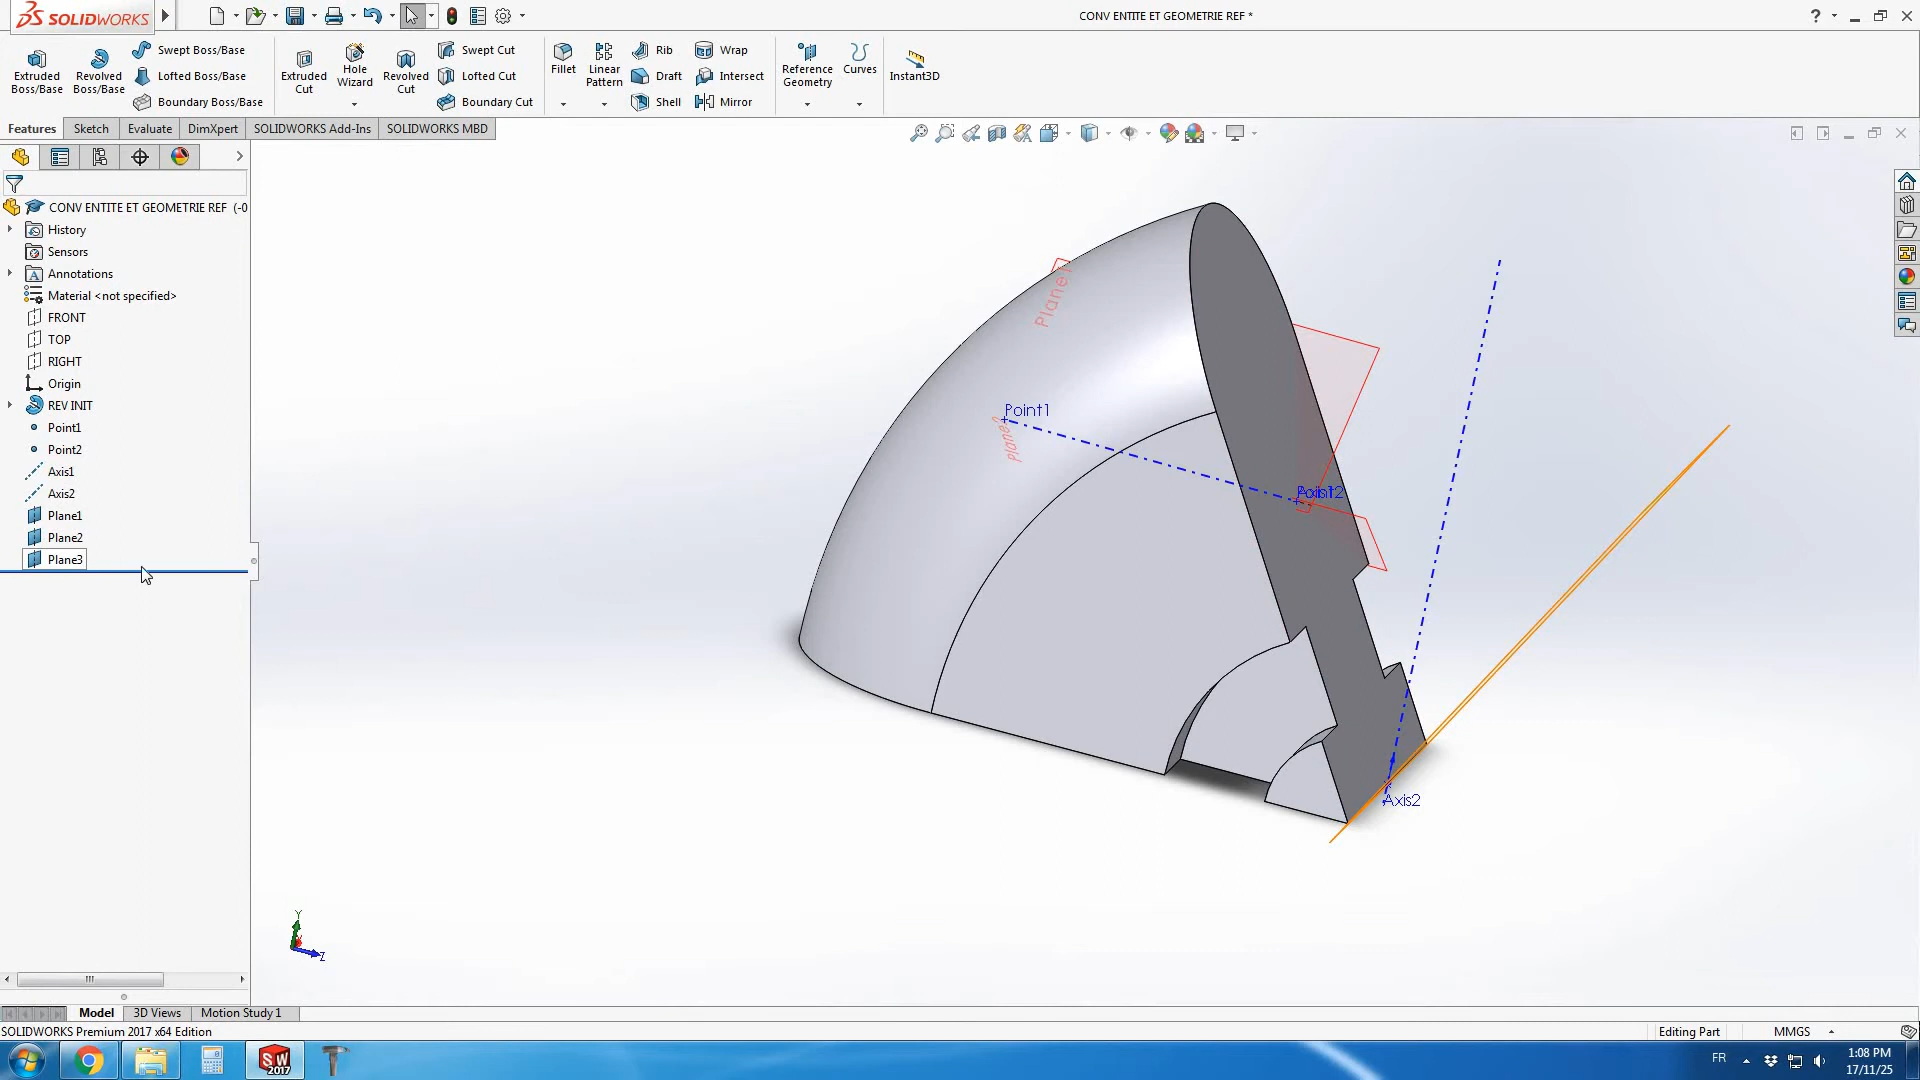 SOLIDWORKS
CONV ENTITE ET GEOMETRIE REF *
?
Extruded Boss/Base
Revolved Boss/Base
Swept Boss/Base
Lofted Boss/Base
Boundary Boss/Base
Extruded Cut
Hole Wizard
Revolved Cut
Swept Cut
Lofted Cut
Boundary Cut
Fillet
Linear Pattern
Rib
Draft
Shell
Wrap
Intersect
Mirror
Reference Geometry
Curves
Instant3D
Features
Sketch
Evaluate
DimXpert
SOLIDWORKS Add-Ins
SOLIDWORKS MBD
CONV ENTITE ET GEOMETRIE REF (-0
History
Sensors
Annotations
Material <not specified>
FRONT
TOP
RIGHT
Origin
REV INIT
Point1
Point2
Axis1
Axis2
Plane1
Plane2
Plane3
Plane1
Point1
Axis2
Y
Z
Model
3D Views
Motion Study 1
SOLIDWORKS Premium 2017 x64 Edition
Editing Part
MMGS
SW
2017
FR
1:08 PM
17/11/25